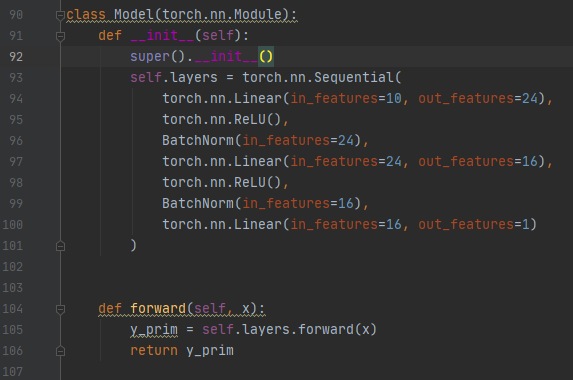 90 class Model(torch.nn.Module):
91     def __init__(self):
92         super().__init__()
93         self.layers = torch.nn.Sequential(
94             torch.nn.Linear(in_features=10, out_features=24),
95             torch.nn.ReLU(),
96             BatchNorm(in_features=24),
97             torch.nn.Linear(in_features=24, out_features=16),
98             torch.nn.ReLU(),
99             BatchNorm(in_features=16),
100             torch.nn.Linear(in_features=16, out_features=1)
101         )
102
103
104     def forward(self, x):
105         y_prim = self.layers.forward(x)
106         return y_prim
107